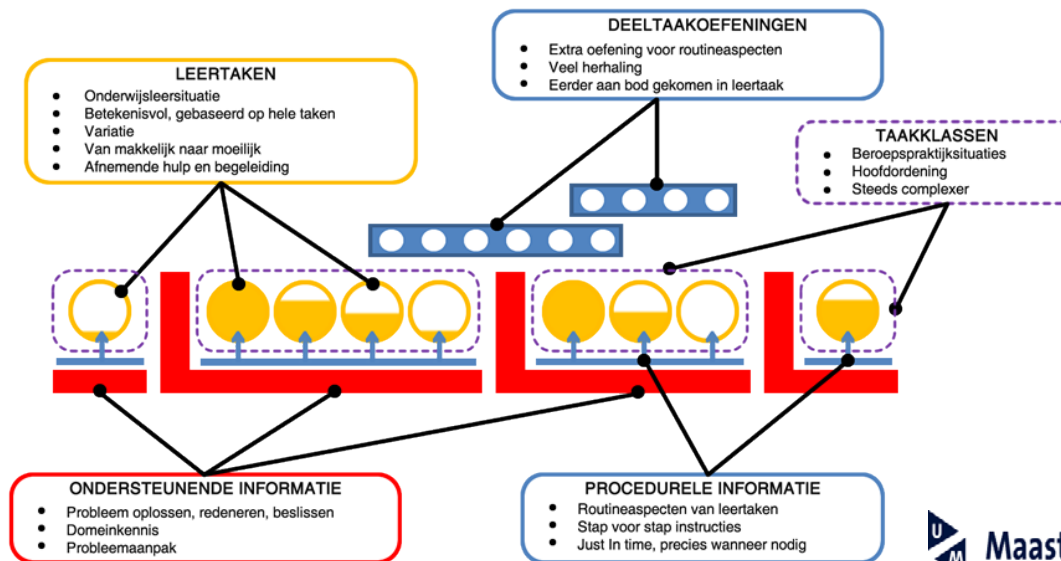 DEELTAAKOEFENINGEN
Extra oefening voor routineaspecten
Veel herhaling
Eerder aan bod gekomen in leertaak
LEERTAKEN
Onderwijsleersituatie
Betekenisvol, gebaseerd op hele taken
Variatie
Van makkelijk naar moeilijk
Afnemende hulp en begeleiding
TAAKKLASSEN
Beroepspraktijksituaties
Hoofdordening
Steeds complexer
ONDERSTEUNENDE INFORMATIE
Probleem oplossen, redeneren, beslissen
Domeinkennis
Probleemaanpak
PROCEDURELE INFORMATIE
Routineaspecten van leertaken
Stap voor stap instructies
Just In time, precies wanneer nodig
U
M
Maast